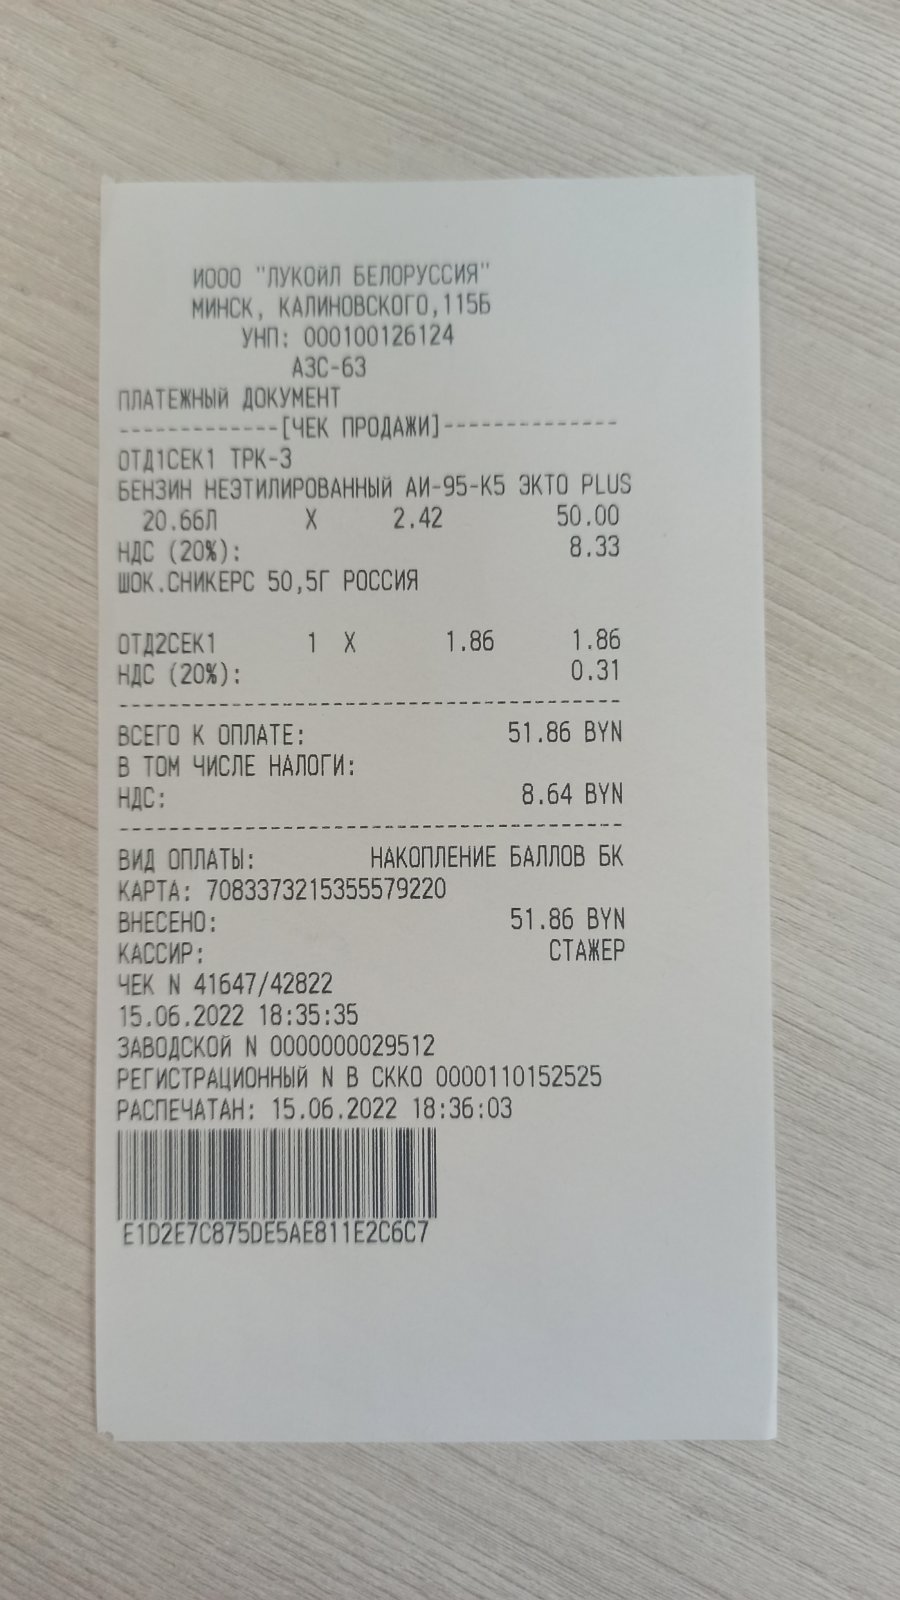 ИООО "ЛУКОЙЛ БЕЛОРУССИЯ"
МИНСК, КАЛИНОВСКОГО,115Б
УНП: 000100126124
АЗС-63
ПЛАТЕЖНЫЙ ДОКУМЕНТ
-------------[ЧЕК ПРОДАЖИ]--------------
ОТД1СЕК1 ТРК-3
БЕНЗИН НЕЭТИЛИРОВАННЫЙ АИ-95-К5 ЭКТО PLUS
20.66Л X 2.42 50.00
НДС (20%): 8.33
ШОК.СНИКЕРС 50,5Г РОССИЯ
ОТД2СЕК1 1 X 1.86 1.86
НДС (20%): 0.31
----------------------------------------
ВСЕГО К ОПЛАТЕ: 51.86 BYN
В ТОМ ЧИСЛЕ НАЛОГИ:
НДС: 8.64 BYN
----------------------------------------
ВИД ОПЛАТЫ: НАКОПЛЕНИЕ БАЛЛОВ БК
КАРТА: 7083373215355579220
ВНЕСЕНО: 51.86 BYN
КАССИР: СТАЖЕР
ЧЕК N 41647/42822
15.06.2022 18:35:35
ЗАВОДСКОЙ N 0000000029512
РЕГИСТРАЦИОННЫЙ N В СККО 0000110152525
РАСПЕЧАТАН: 15.06.2022 18:36:03
E1D2E7C875DE5AE811E2C6C7